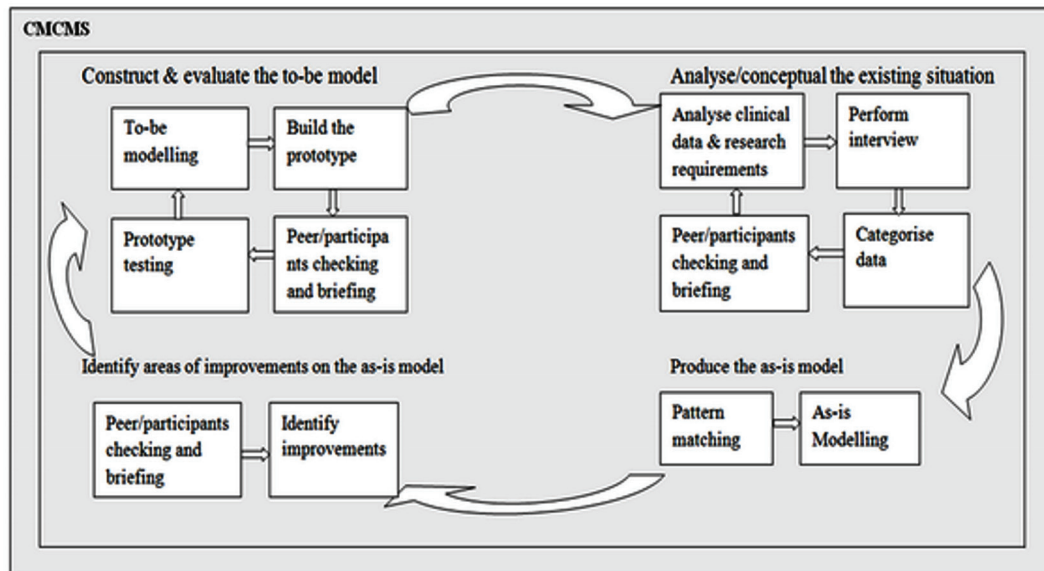 CMCMS
Construct & evaluate the to-be model
To-be
modelling
Build the
prototype
Prototype
testing
Peer/participa
nts checking
and briefing
Analyse/conceptual the existing situation
Analyse clinical
data & research
requirements
Perform
interview
Peer/participants
checking and
briefing
Categorise
data
Identify areas of improvements on the as-is model
Peer/participants
checking and
briefing
Identify
improvements
Produce the as-is model
Pattern
matching
As-is
Modelling